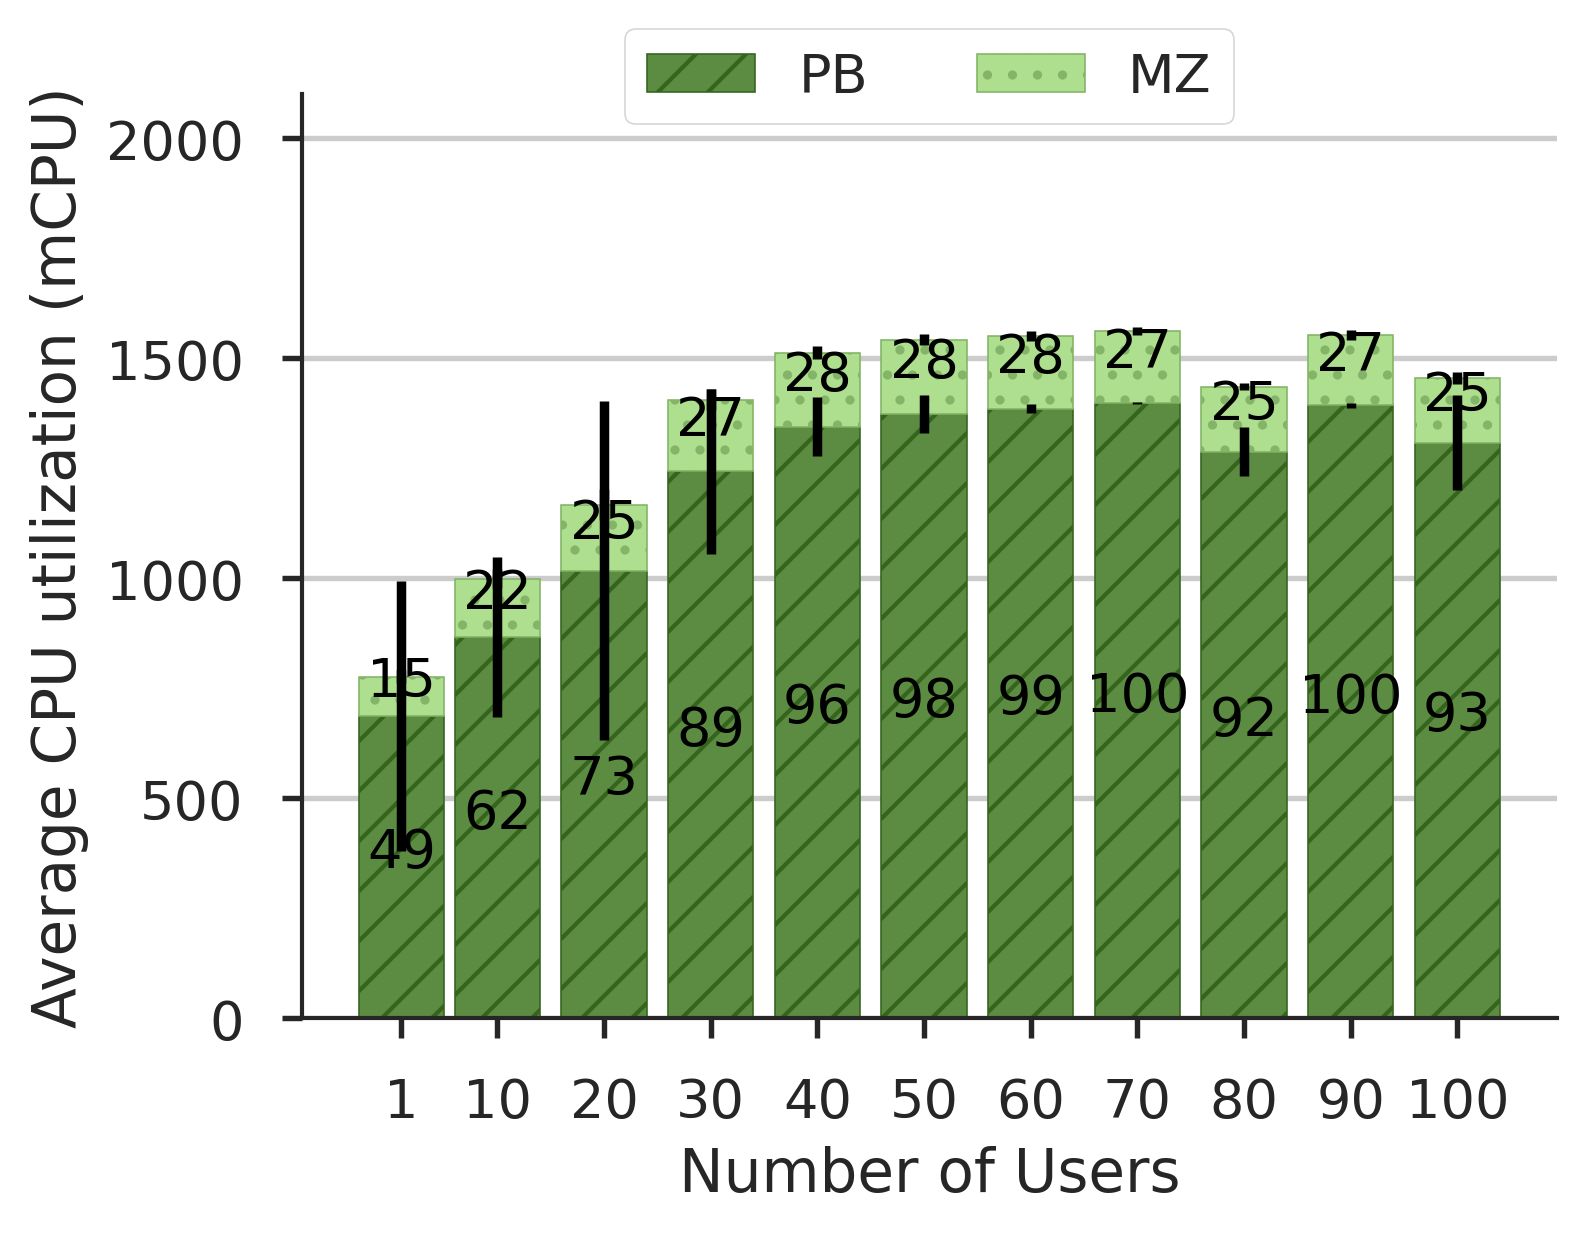 PB MZ
Average CPU utilization (mCPU)
2000
1500
1000
500
0
15 22 25 27 28 28 28 27 25 27 25
49 62 73 89 96 98 99 100 92 100 93
1 10 20 30 40 50 60 70 80 90 100
Number of Users